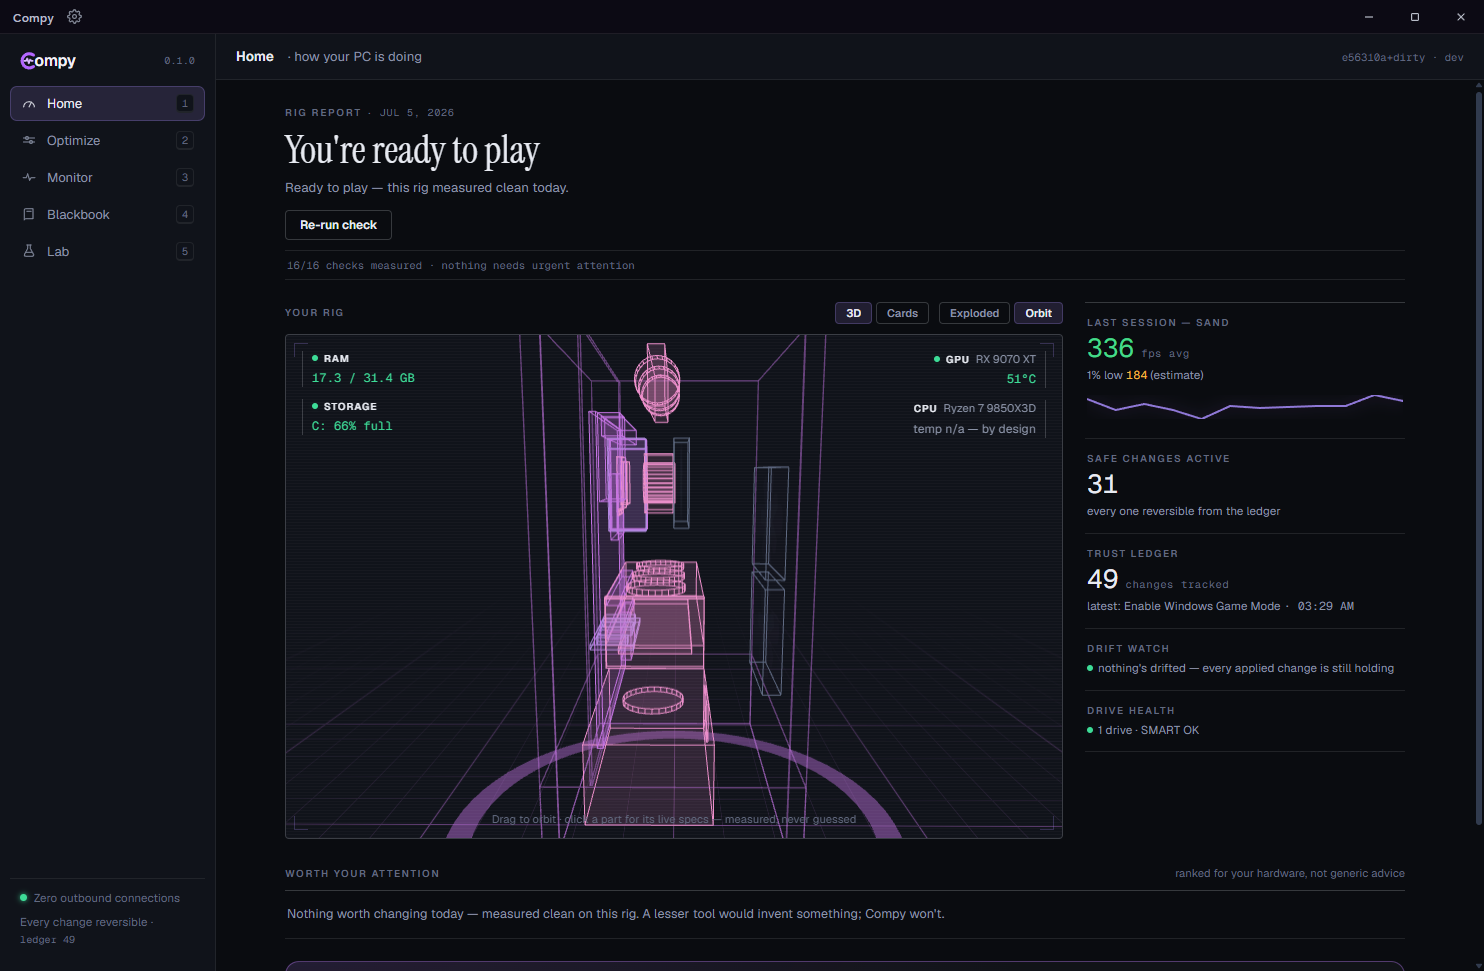 Compy
Compy 0.1.0
Home 1
Optimize 2
Monitor 3
Blackbook 4
Lab 5
Zero outbound connections
Every change reversible ·
ledger 49
Home · how your PC is doing
e56310a+dirty · dev
RIG REPORT · JUL 5, 2026
You're ready to play
Ready to play — this rig measured clean today.
Re-run check
16/16 checks measured · nothing needs urgent attention
YOUR RIG
3D Cards Exploded Orbit
RAM
17.3 / 31.4 GB
STORAGE
C: 66% full
GPU RX 9070 XT
51°C
CPU Ryzen 7 9850X3D
temp n/a — by design
Drag to orbit · click a part for its live specs — measured, never guessed
LAST SESSION — SAND
336 fps avg
1% low 184 (estimate)
SAFE CHANGES ACTIVE
31
every one reversible from the ledger
TRUST LEDGER
49 changes tracked
latest: Enable Windows Game Mode · 03:29 AM
DRIFT WATCH
nothing's drifted — every applied change is still holding
DRIVE HEALTH
1 drive · SMART OK
WORTH YOUR ATTENTION
ranked for your hardware, not generic advice
Nothing worth changing today — measured clean on this rig. A lesser tool would invent something; Compy won't.